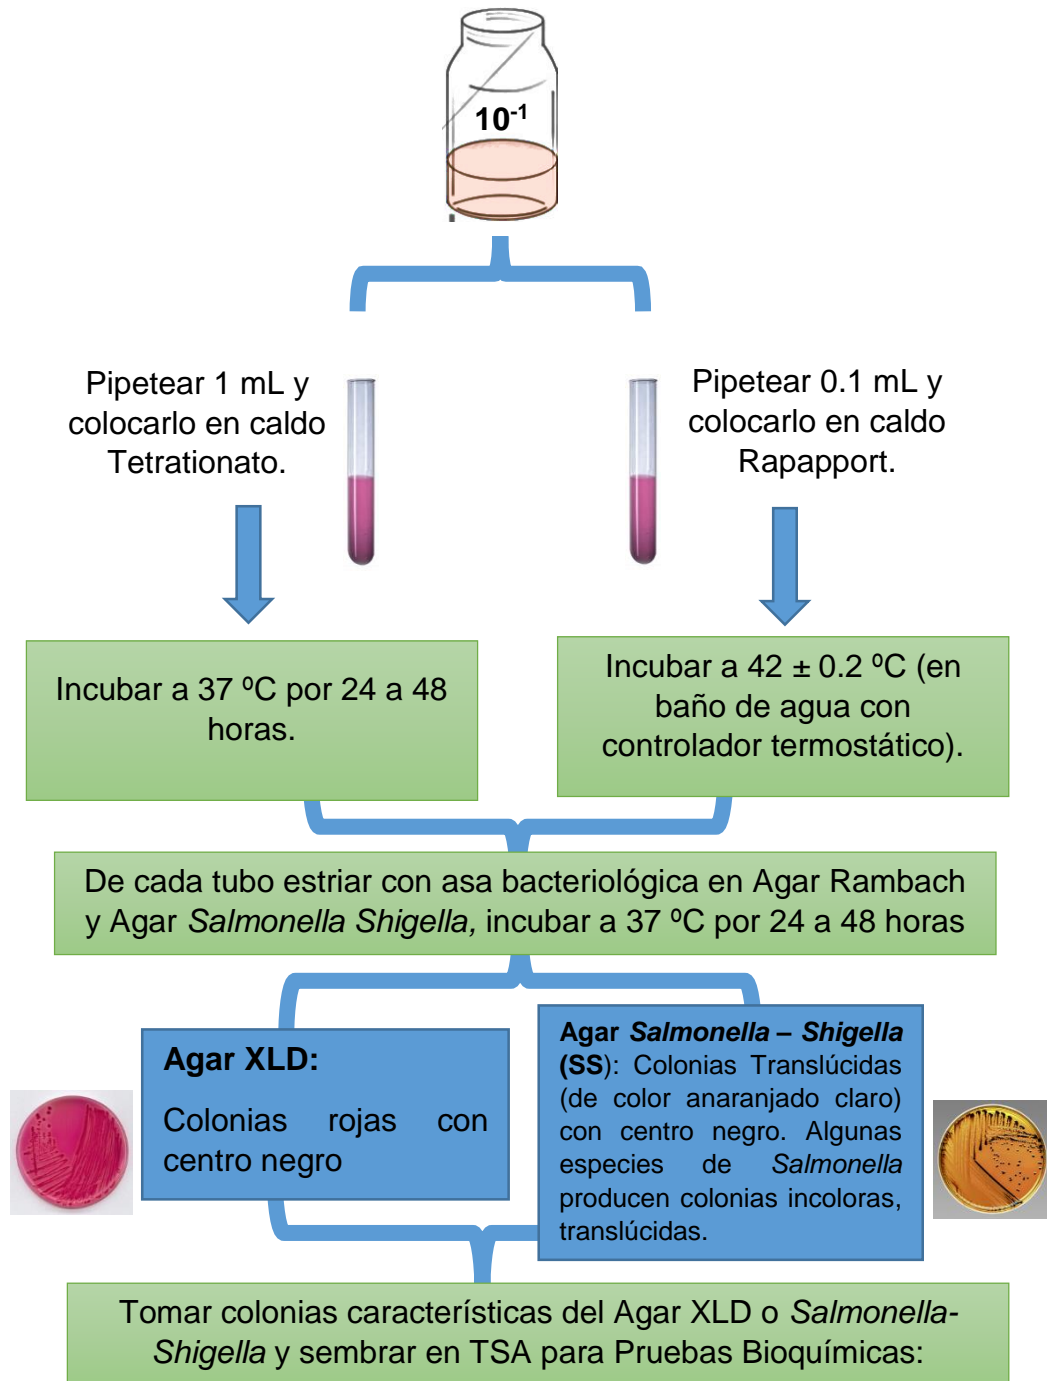 10-1
Pipetear 1 mL y
colocarlo en caldo
Tetrationato.
Pipetear 0.1 mL y
colocarlo en caldo
Rapapport.
Incubar a 37 ºC por 24 a 48
horas.
Incubar a 42 ± 0.2 ºC (en
baño de agua con
controlador termostático).
De cada tubo estriar con asa bacteriológica en Agar Rambach
y Agar Salmonella Shigella, incubar a 37 ºC por 24 a 48 horas
Agar XLD:
Colonias rojas con
centro negro
Agar Salmonella – Shigella
(SS): Colonias Translúcidas
(de color anaranjado claro)
con centro negro. Algunas
especies de Salmonella
producen colonias incoloras,
translúcidas.
Tomar colonias características del Agar XLD o Salmonella-
Shigella y sembrar en TSA para Pruebas Bioquímicas: